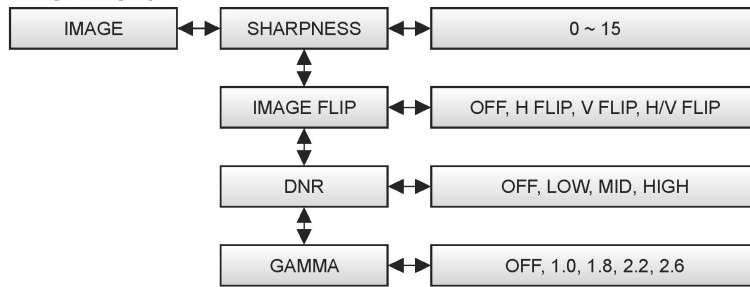 IMAGE
SHARPNESS
0 ~ 15
IMAGE FLIP
OFF, H FLIP, V FLIP, H/V FLIP
DNR
OFF, LOW, MID, HIGH
GAMMA
OFF, 1.0, 1.8, 2.2, 2.6